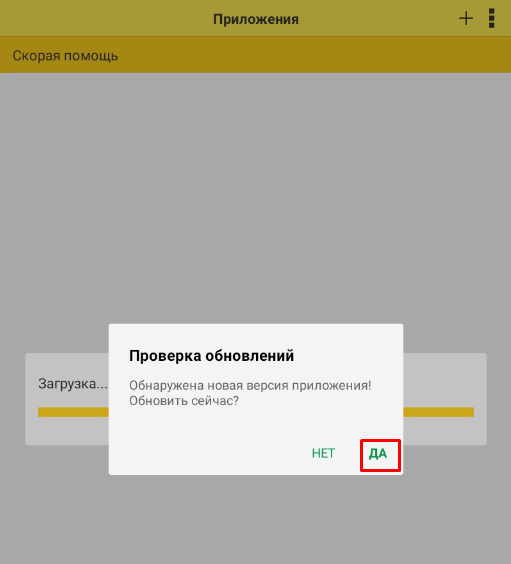 Приложения
Скорая помощь
Загрузка...
Проверка обновлений
Обнаружена новая версия приложения!
Обновить сейчас?
НЕТ ДА